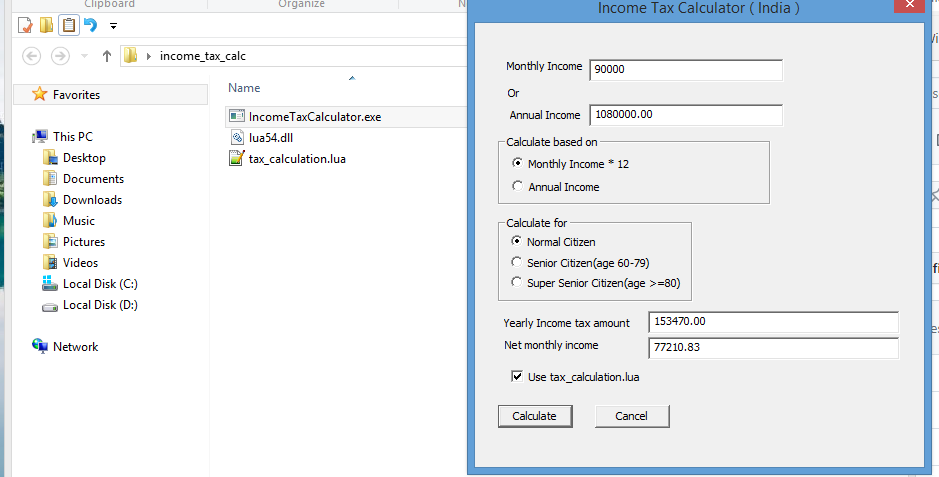 Clipboard
Organize
N
Income Tax Calculator ( India )
income_tax_calc
Favorites
This PC
Desktop
Documents
Downloads
Music
Pictures
Videos
Local Disk (C:)
Local Disk (D:)
Network
Name
IncomeTaxCalculator.exe
lua54.dll
tax_calculation.lua
Monthly Income 90000
Or
Annual Income 1080000.00
Calculate based on
Monthly Income * 12
Annual Income
Calculate for
Normal Citizen
Senior Citizen(age 60-79)
Super Senior Citizen(age >=80)
Yearly Income tax amount 153470.00
Net monthly income 77210.83
Use tax_calculation.lua
Calculate Cancel